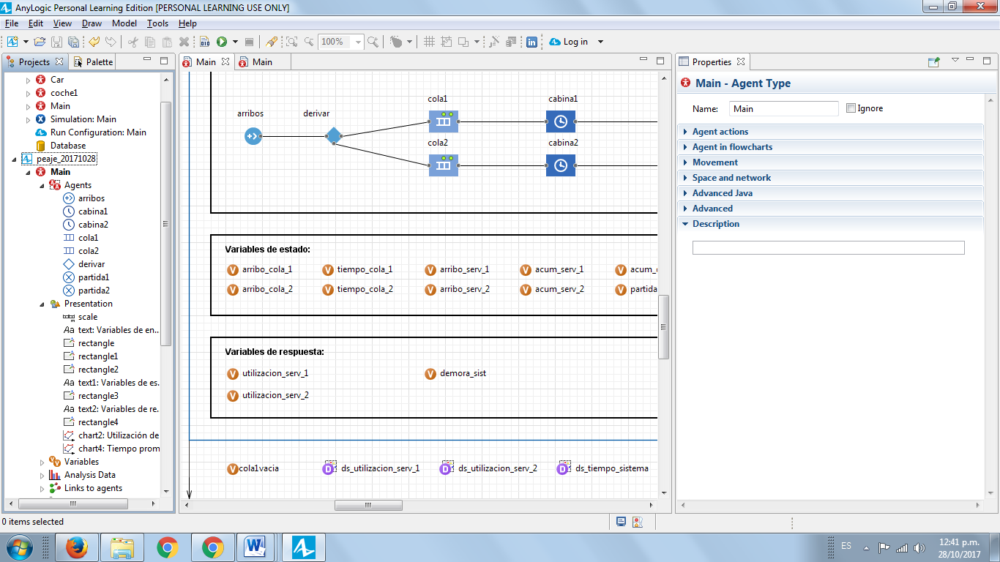 AnyLogic Personal Learning Edition [PERSONAL LEARNING USE ONLY]
File Edit View Draw Model Tools Help
100% Log in
Projects Palette
Car
coche1
Main
Simulation: Main
Run Configuration: Main
Database
peaje_20171028
Main
Agents
arribos
cabina1
cabina2
cola1
cola2
derivar
partida1
partida2
Presentation
scale
Aa text: Variables de en..
rectangle
rectangle1
rectangle2
Aa text1: Variables de es.
rectangle3
Aa text2: Variables de re.
rectangle4
chart2: Utilización de
chart4: Tiempo prom
Variables
Analysis Data
Links to agents
Main Main
arribos derivar cola1 cabina1
cola2 cabina2
Variables de estado:
V arribo_cola_1 V tiempo_cola_1 V arribo_serv_1 V acum_serv_1 V acum_
V arribo_cola_2 V tiempo_cola_2 V arribo_serv_2 V acum_serv_2 V partida
Variables de respuesta:
V utilizacion_serv_1 V demora_sist
V utilizacion_serv_2
V cola1vacia D ds_utilizacion_serv_1 D ds_utilizacion_serv_2 D ds_tiempo_sistema
Properties
Main - Agent Type
Name: Main Ignore
Agent actions
Agent in flowcharts
Movement
Space and network
Advanced Java
Advanced
Description
0 items selected
ES 12:41 p.m.
28/10/2017